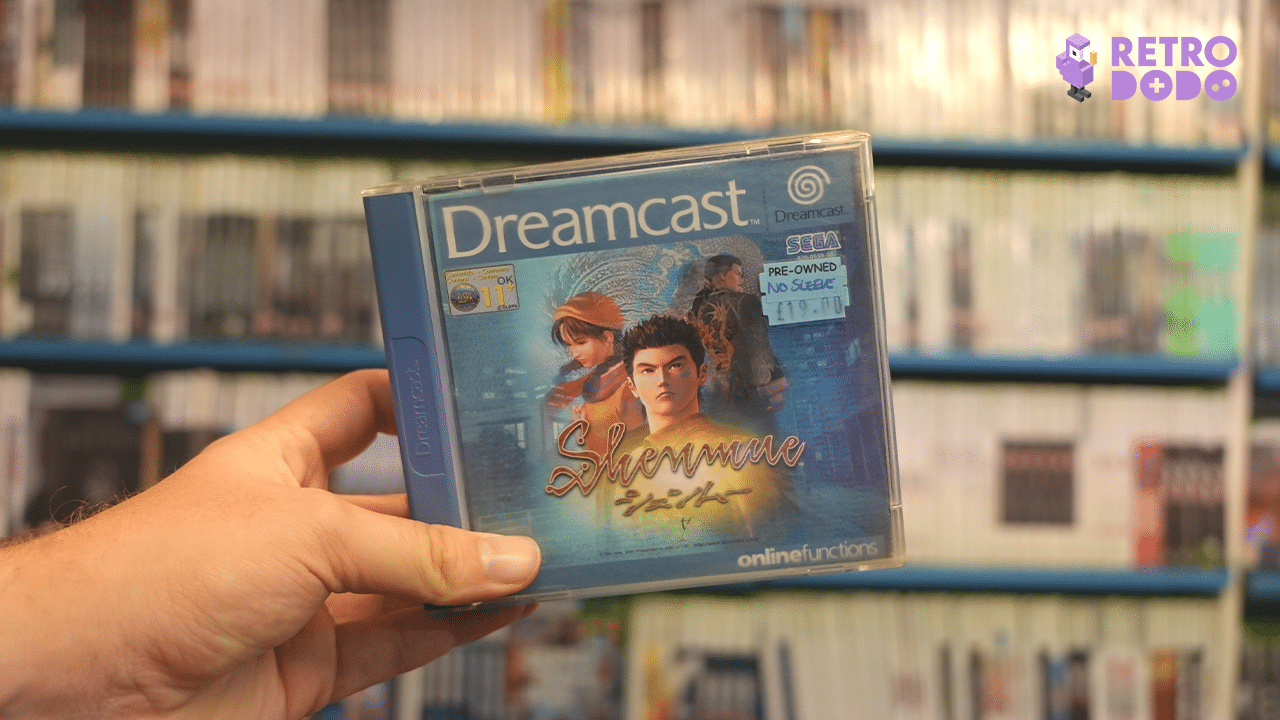 RETRO
DODO
Dreamcast™
Dreamcast
SEGA
PRE-OWNED
NO SLEEVE
£19.00
OK
11+
Dreamcast
Shenmue
シェンムー
onlinefunctions